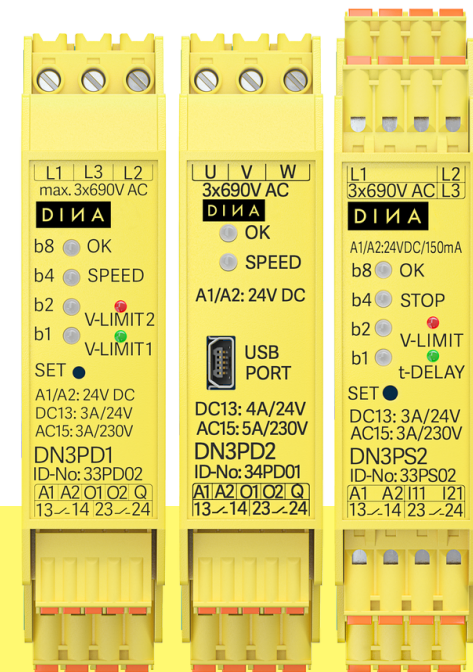 L1 L3 L2
max. 3x690V AC
DINA
b8 OK
b4 SPEED
b2
V-LIMIT2
b1
V-LIMIT1
SET
A1/A2: 24V DC
DC13: 3A/24V
AC15: 3A/230V
DN3PD1
ID-No: 33PD02
A1 A2 O1 O2 Q
13 14 23 24
U V W
3x690V AC
DINA
OK
SPEED
A1/A2: 24V DC
USB
PORT
DC13: 4A/24V
AC15: 5A/230V
DN3PD2
ID-No: 34PD01
A1 A2 O1 O2 Q
13 14 23 24
L1 L2
3x690V AC L3
DINA
A1/A2:24VDC/150mA
b8 OK
b4 STOP
b2
V-LIMIT
b1
t-DELAY
SET
DC13: 3A/24V
AC15: 3A/230V
DN3PS2
ID-No: 33PS02
A1 A2 I11 I21
13 14 23 24